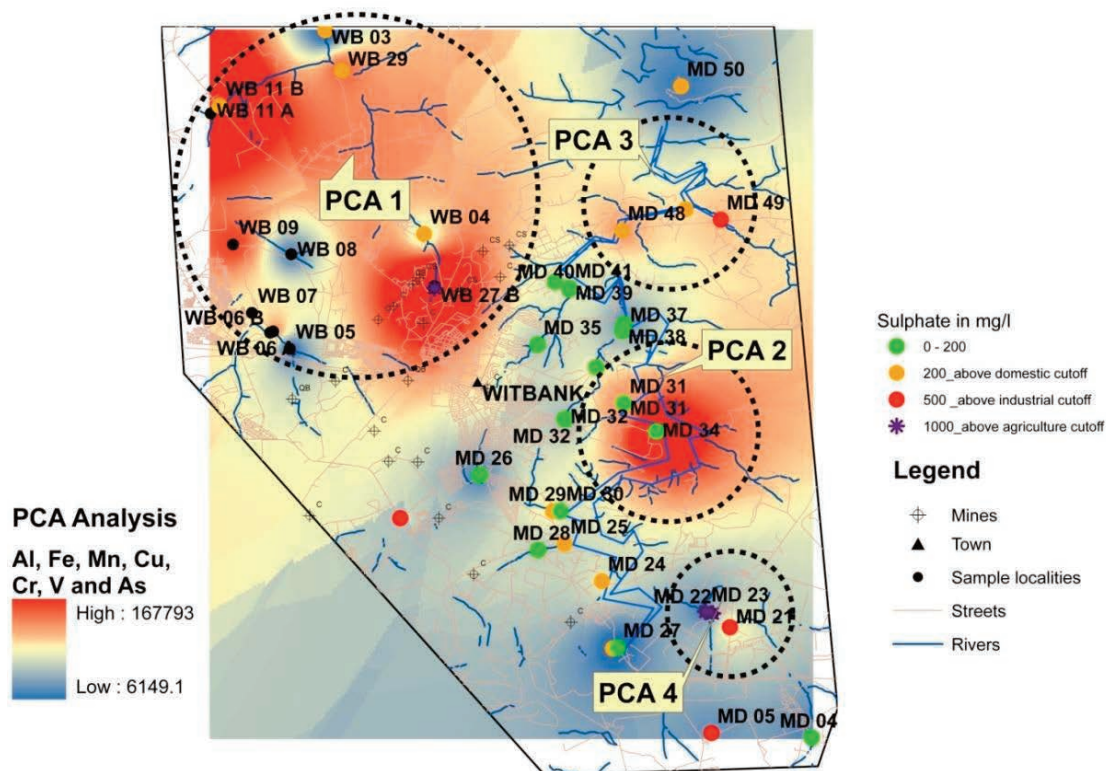 WB 03
WB 29
MD 50
WB 11 B
WB 11 A
PCA 3
PCA 1
MD 49
MD 48
WB 04
WB 09
WB 08
CS
CS
C
MD 40
MD 41
MD 39
WB 27 B
WB 07
WB 06 B
WB 05
WB 06
MD 37
MD 38
MD 35
PCA 2
C
QB
WITBANK
MD 31
MD 31
MD 32
MD 32
MD 34
C
C
C
MD 26
MD 29
MD 30
C
C
MD 25
MD 28
C
MD 24
MD 22
MD 23
MD 21
C
MD 27
PCA 4
MD 05
MD 04
PCA Analysis
Al, Fe, Mn, Cu,
Cr, V and As
High : 167793
Low : 6149.1
Sulphate in mg/l
0 - 200
200_above domestic cutoff
500 _above industrial cutoff
1000_above agriculture cutoff
Legend
Mines
Town
Sample localities
Streets
Rivers